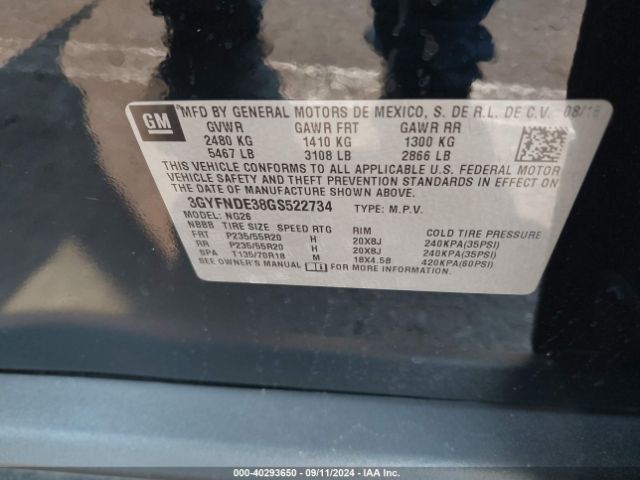 GM MFD BY GENERAL MOTORS DE MEXICO, S. DE R.L. DE C.V. 08/15
GVWR GAWR FRT GAWR RR
2480 KG 1410 KG 1300 KG
5467 LB 3108 LB 2866 LB
THIS VEHICLE CONFORMS TO ALL APPLICABLE U.S. FEDERAL MOTOR
VEHICLE SAFETY AND THEFT PREVENTION STANDARDS IN EFFECT ON THE
DATE OF MANUFACTURE SHOWN ABOVE.
3GYFNDE38GS522734 TYPE: M.P.V.
MODEL: NG26
NBBB TIRE SIZE SPEED RTG RIM COLD TIRE PRESSURE
FRT P235/55R20 H 20X8J 240KPA(35PSI)
RR P235/55R20 H 20X8J 240KPA(35PSI)
SPA T135/70R18 M 18X4.5B 420KPA(60PSI)
SEE OWNER'S MANUAL FOR MORE INFORMATION.
000-40293650 - 09/11/2024 - IAA Inc.